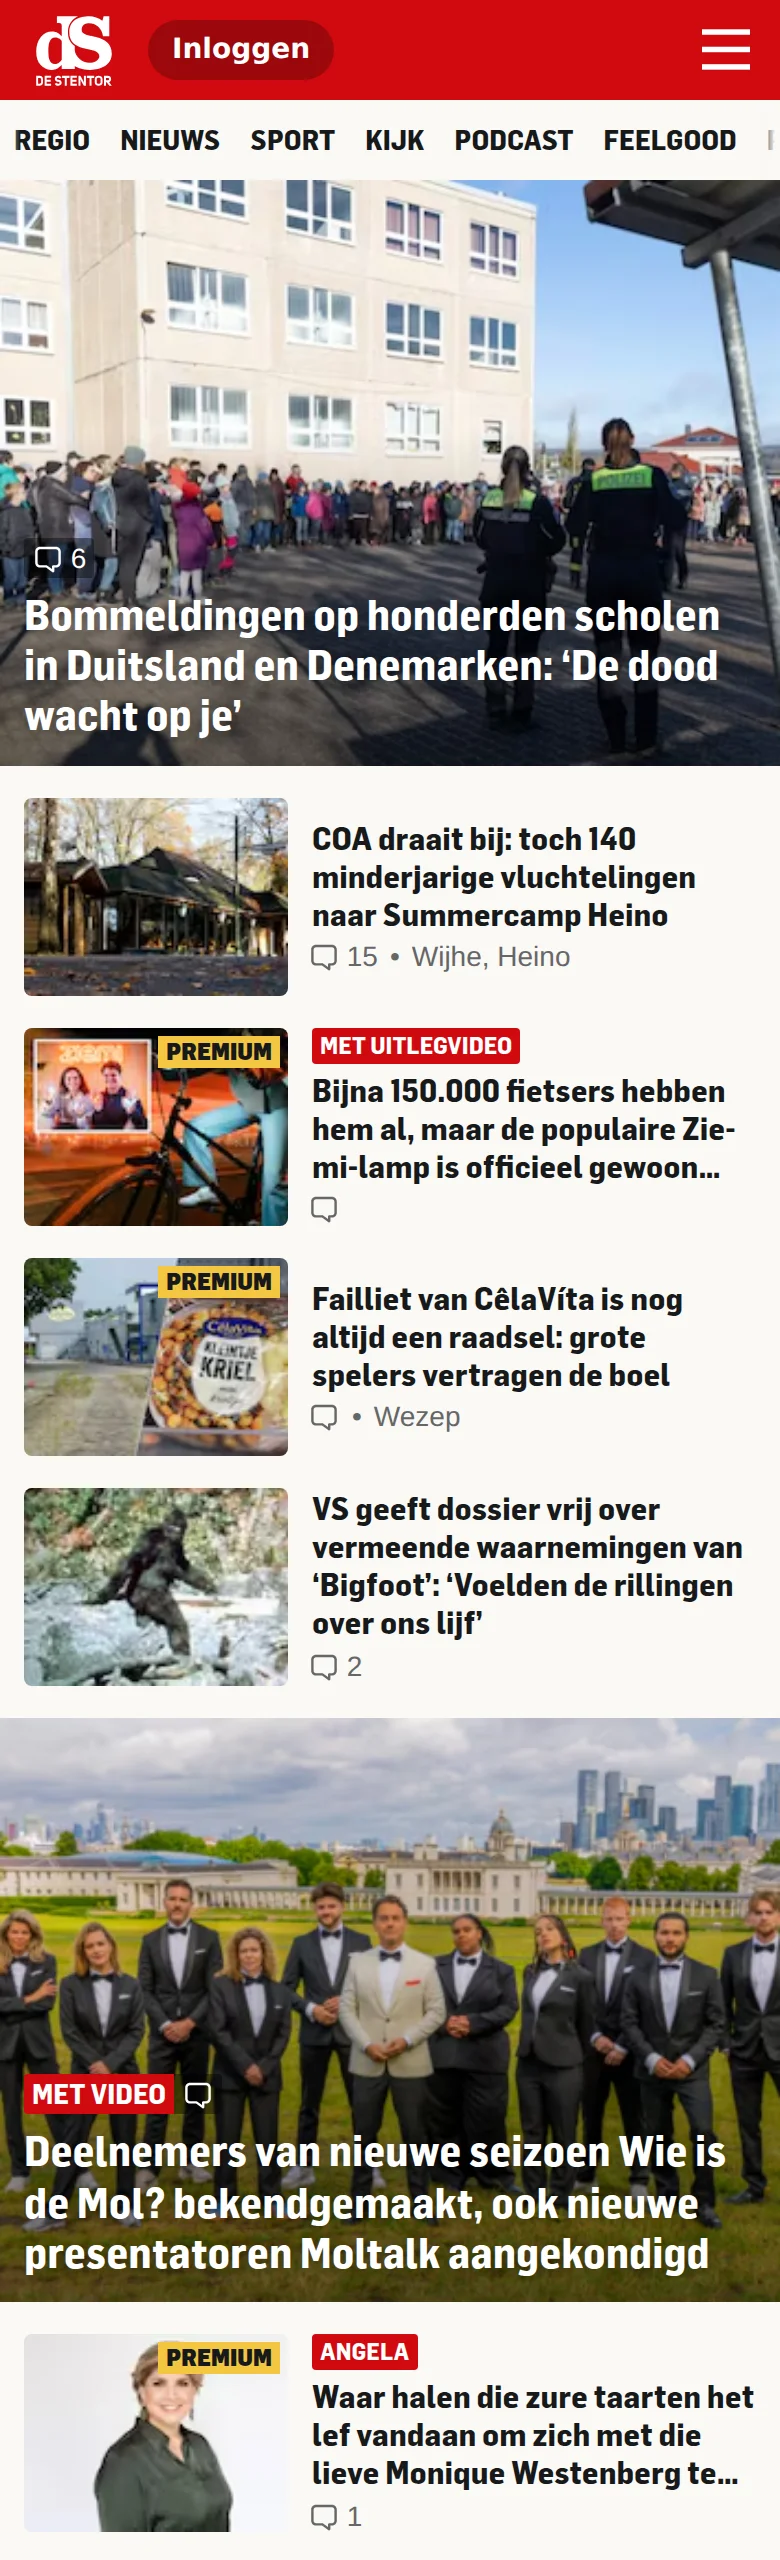 dS
DE STENTOR
Inloggen
REGIO NIEUWS SPORT KIJK PODCAST FEELGOOD
6
Bommeldingen op honderden scholen
in Duitsland en Denemarken: ‘De dood
wacht op je’
COA draait bij: toch 140
minderjarige vluchtelingen
naar Summercamp Heino
15 • Wijhe, Heino
PREMIUM
MET UITLEGVIDEO
Bijna 150.000 fietsers hebben
hem al, maar de populaire Zie-
mi-lamp is officieel gewoon...
PREMIUM
CêlaVíta
KLEINTJE
KRIEL
Failliet van CêlaVíta is nog
altijd een raadsel: grote
spelers vertragen de boel
• Wezep
VS geeft dossier vrij over
vermeende waarnemingen van
‘Bigfoot’: ‘Voelden de rillingen
over ons lijf’
2
MET VIDEO
Deelnemers van nieuwe seizoen Wie is
de Mol? bekendgemaakt, ook nieuwe
presentatoren Moltalk aangekondigd
PREMIUM
ANGELA
Waar halen die zure taarten het
lef vandaan om zich met die
lieve Monique Westenberg te...
1